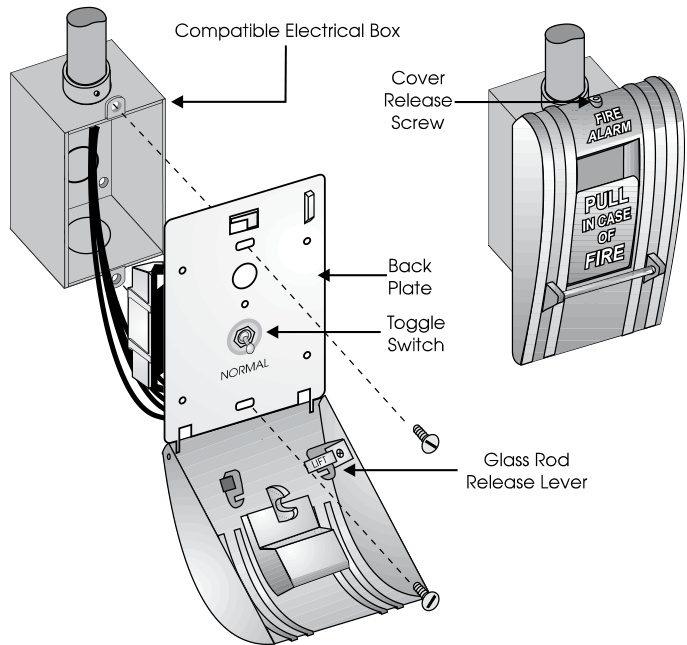 Compatible Electrical Box
Cover
Release
Screw
FIRE
ALARM
PULL
IN CASE
OF
FIRE
Back
Plate
Toggle
Switch
NORMAL
LIFT
Glass Rod
Release Lever